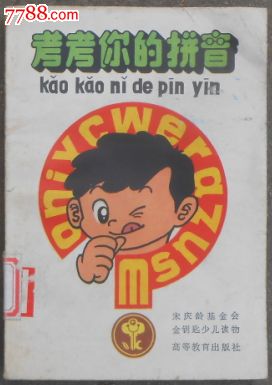 7788.com
考考你的拼音
kǎo kǎo nǐ de pīn yīn
oniycwerazusm
宋庆龄基金会
金钥匙少儿读物
高等教育出版社